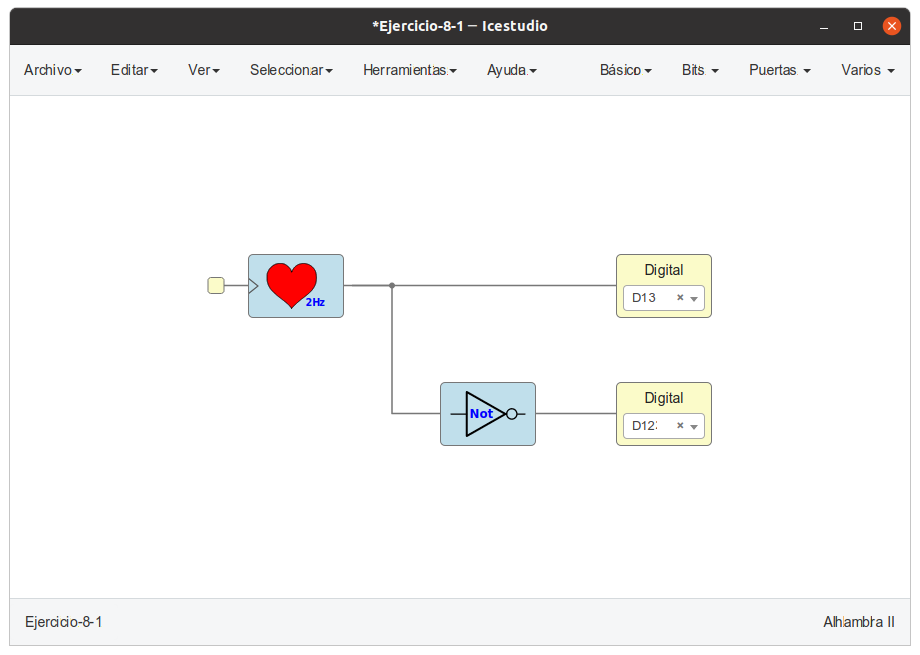 *Ejercicio-8-1 — Icestudio
Archivo Editar Ver Seleccionar Herramientas Ayuda Básico Bits Puertas Varios
2Hz
Digital
D13
Not
Digital
D12
Ejercicio-8-1
Alhambra II